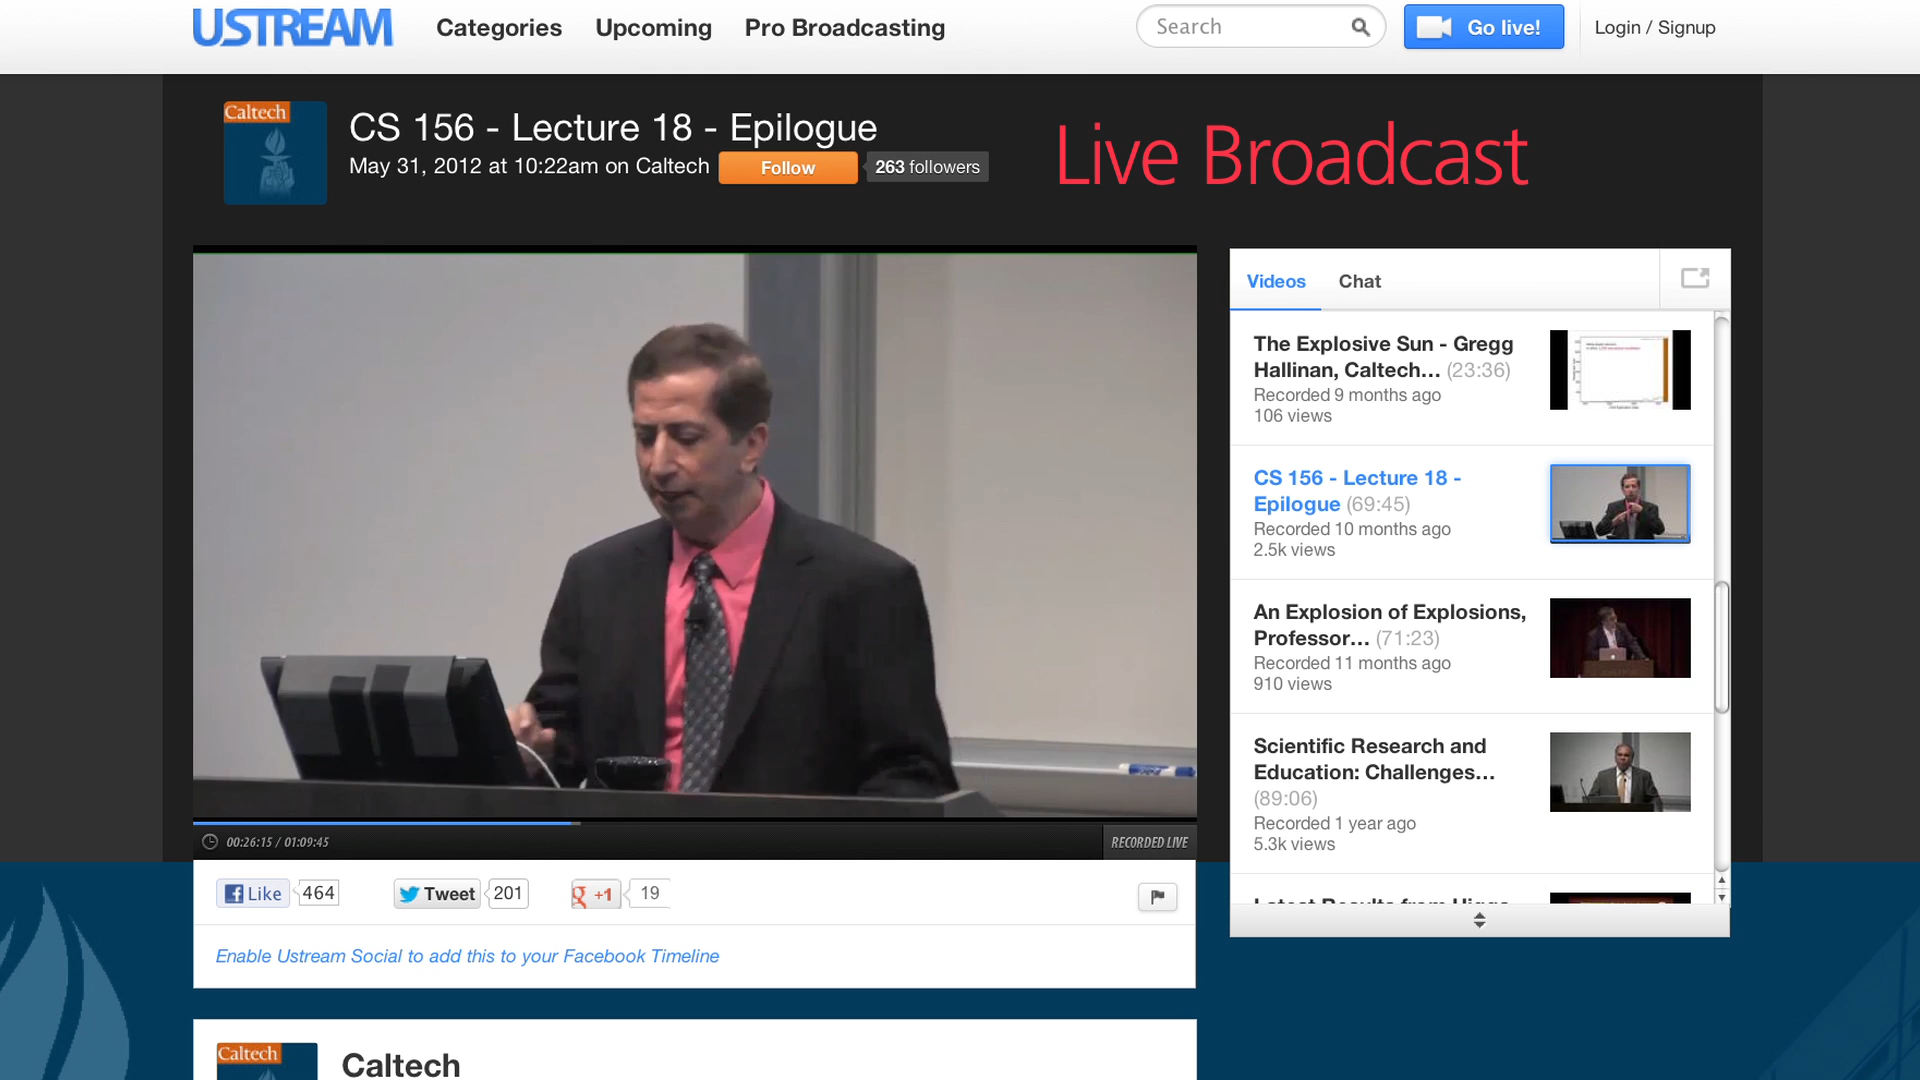 USTREAM Categories Upcoming Pro Broadcasting Search Go live! Login / Signup
Caltech
CS 156 - Lecture 18 - Epilogue
May 31, 2012 at 10:22am on Caltech Follow 263 followers
Live Broadcast
00:26:15 / 01:09:45 RECORDED LIVE
Like 464 Tweet 201 +1 19
Enable Ustream Social to add this to your Facebook Timeline
Caltech
Caltech
Videos Chat
The Explosive Sun - Gregg
Hallinan, Caltech... (23:36)
Recorded 9 months ago
106 views
CS 156 - Lecture 18 -
Epilogue (69:45)
Recorded 10 months ago
2.5k views
An Explosion of Explosions,
Professor... (71:23)
Recorded 11 months ago
910 views
Scientific Research and
Education: Challenges...
(89:06)
Recorded 1 year ago
5.3k views
Latest Results from Higgs